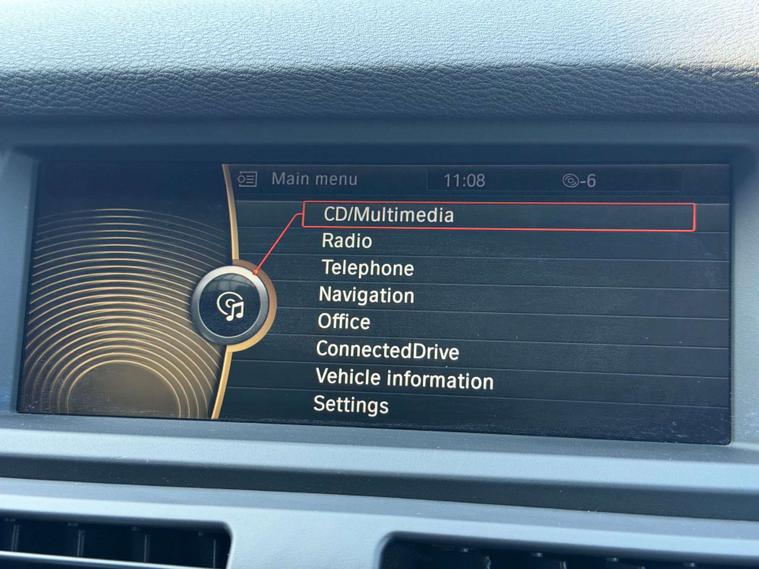 Main menu 11:08 -6
CD/Multimedia
Radio
Telephone
Navigation
Office
ConnectedDrive
Vehicle information
Settings